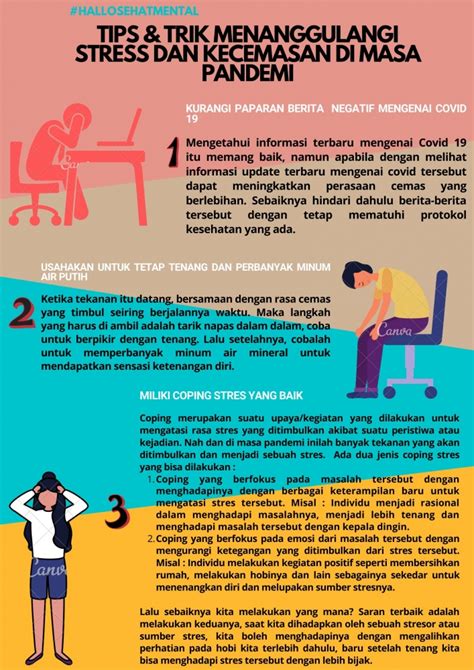 #HALLOSEHATMENTAL
TIPS & TRIK MENANGGULANGI
STRESS DAN KECEMASAN DI MASA
PANDEMI
KURANGI PAPARAN BERITA NEGATIF MENGENAI COVID
19
1
Mengetahui informasi terbaru mengenai Covid 19
itu memang baik, namun apabila dengan melihat
informasi update terbaru mengenai covid tersebut
dapat meningkatkan perasaan cemas yang
berlebihan. Sebaiknya hindari dahulu berita-berita
tersebut dengan tetap mematuhi protokol
kesehatan yang ada.
Canva
USAHAKAN UNTUK TETAP TENANG DAN PERBANYAK MINUM
AIR PUTIH
2
Ketika tekanan itu datang, bersamaan dengan rasa cemas
yang timbul seiring berjalannya waktu. Maka langkah
yang harus di ambil adalah tarik napas dalam dalam, coba
untuk berpikir dengan tenang. Lalu setelahnya, cobalah
untuk memperbanyak minum air mineral untuk
mendapatkan sensasi ketenangan diri.
Canva
MILIKI COPING STRES YANG BAIK
3
Coping merupakan suatu upaya/kegiatan yang dilakukan untuk
mengatasi rasa stres yang ditimbulkan akibat suatu peristiwa atau
kejadian. Nah dan di masa pandemi inilah banyak tekanan yang akan
ditimbulkan dan menjadi sebuah stres. Ada dua jenis coping stres
yang bisa dilakukan :
1. Coping yang berfokus pada masalah tersebut dengan
menghadapinya dengan berbagai keterampilan baru untuk
mengatasi stres tersebut. Misal : Individu menjadi rasional
dalam menghadapi masalahnya, menjadi lebih tenang dan
menghadapi masalah tersebut dengan kepala dingin.
2. Coping yang berfokus pada emosi dari masalah tersebut dengan
mengurangi ketegangan yang ditimbulkan dari stres tersebut.
Misal : Individu melakukan kegiatan positif seperti membersihkan
rumah, melakukan hobinya dan lain sebagainya sekedar untuk
menenangkan diri dan melupakan sumber stresnya.
Canva
Lalu sebaiknya kita melakukan yang mana? Saran terbaik adalah
melakukan keduanya, saat kita dihadapkan oleh sebuah stresor atau
sumber stres, kita boleh menghadapinya dengan mengalihkan
perhatian pada hobi kita terlebih dahulu, baru setelah tenang kita
bisa menghadapi stres tersebut dengan lebih bijak.